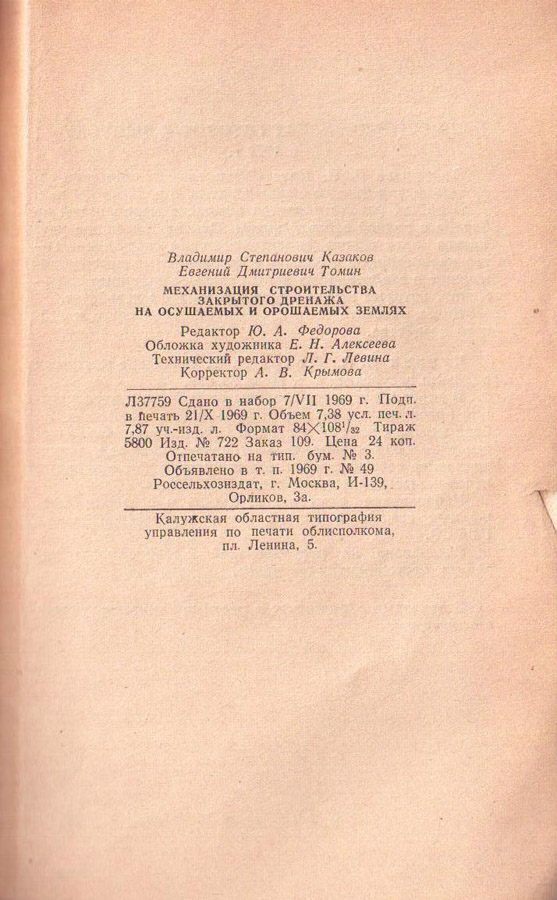 Владимир Степанович Казаков
Евгений Дмитриевич Томин
МЕХАНИЗАЦИЯ СТРОИТЕЛЬСТВА
ЗАКРЫТОГО ДРЕНАЖА
НА ОСУШАЕМЫХ И ОРОШАЕМЫХ ЗЕМЛЯХ
Редактор Ю. А. Федорова
Обложка художника Е. Н. Алексеева
Технический редактор Л. Г. Левина
Корректор А. В. Крымова
Л37759 Сдано в набор 7/VII 1969 г. Подп.
в печать 21/X 1969 г. Объем 7,38 усл. печ. л.
7,87 уч.-изд. л. Формат 84×108¹/₃₂ Тираж
5800 Изд. № 722 Заказ 109. Цена 24 коп.
Отпечатано на тип. бум. № 3.
Объявлено в т. п. 1969 г. № 49
Россельхозиздат, г. Москва, И-139,
Орликов, 3а.
Калужская областная типография
управления по печати облисполкома,
пл. Ленина, 5.